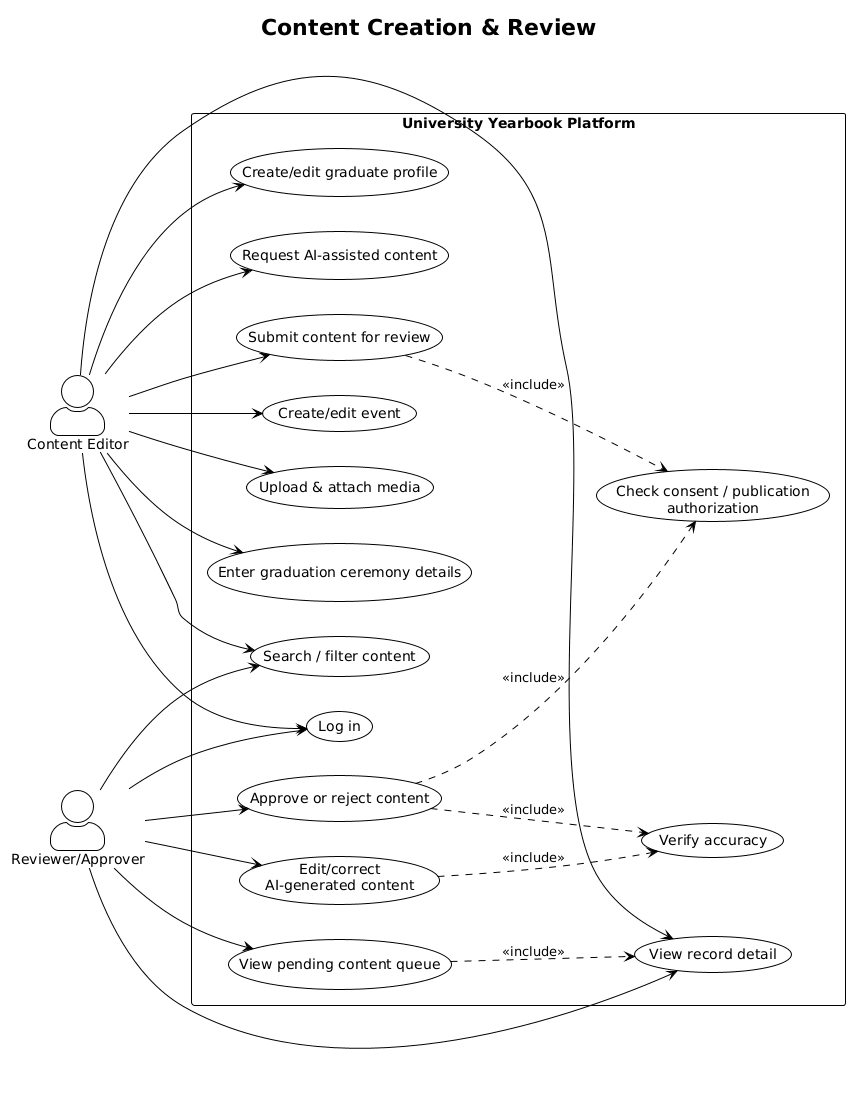 Content Creation & Review
University Yearbook Platform
Create/edit graduate profile
Request AI-assisted content
Submit content for review
«include»
Create/edit event
Content Editor
Upload & attach media
Check consent / publication
authorization
Enter graduation ceremony details
Search / filter content
«include»
Log in
Approve or reject content
«include»
Verify accuracy
Reviewer/Approver
«include»
Edit/correct
AI-generated content
View pending content queue
«include»
View record detail